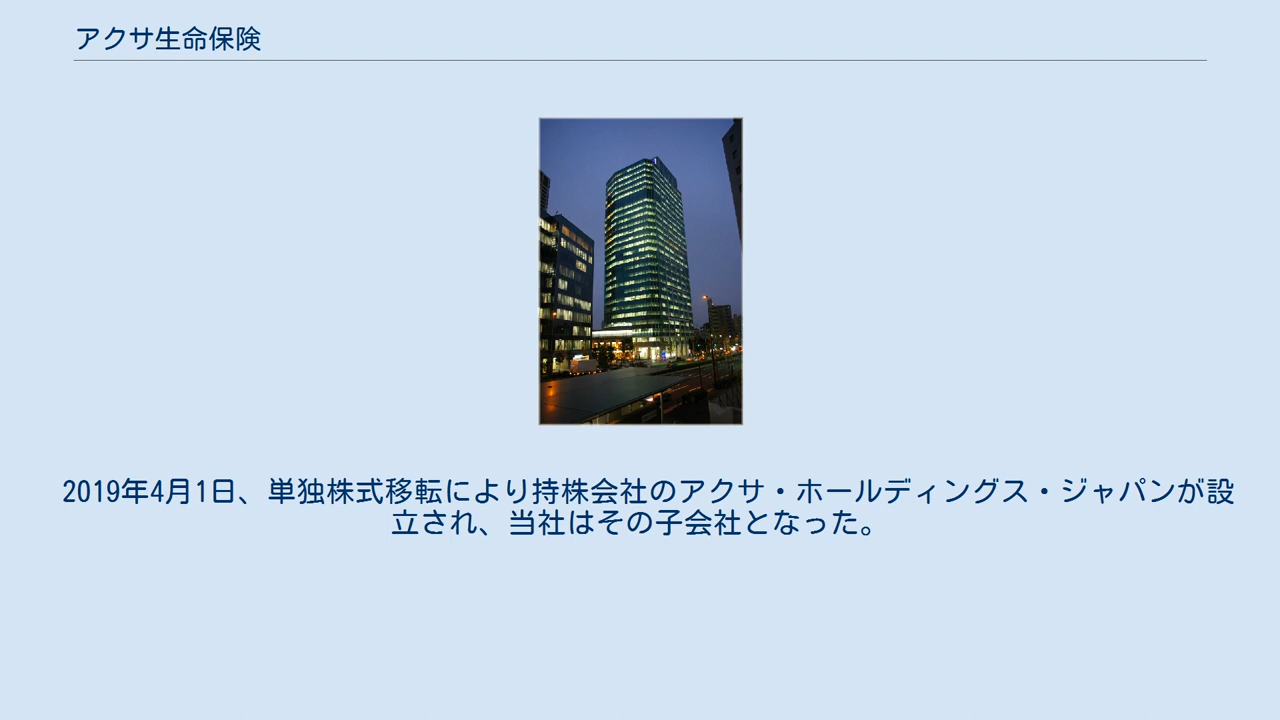 アクサ生命保険
2019年4月1日、単独株式移転により持株会社のアクサ・ホールディングス・ジャパンが設
立され、当社はその子会社となった。